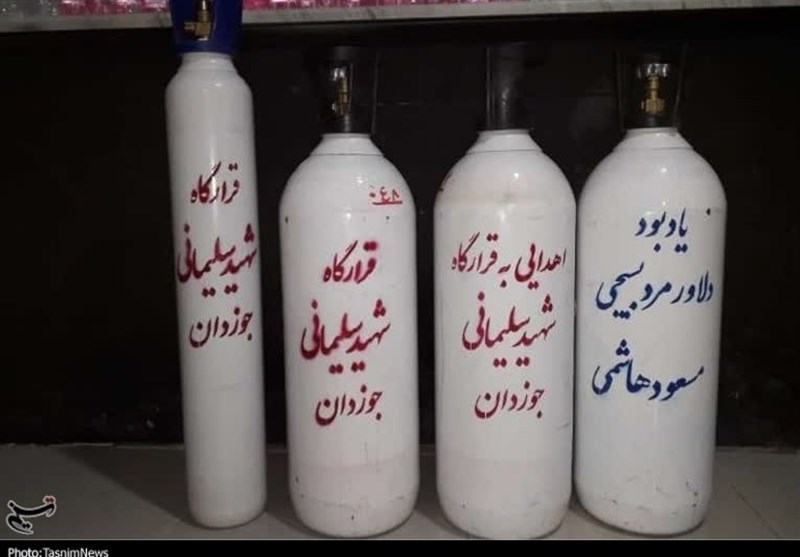 قرارگاه
شهید سلیمانی
جوزدان
قرارگاه
شهید سلیمانی
جوزدان
اهدایی به قرارگاه
شهید سلیمانی
جوزدان
یادبود
دلاور مرد بسیجی
مسعود هاشمی
تسنیم
Photo:TasnimNews